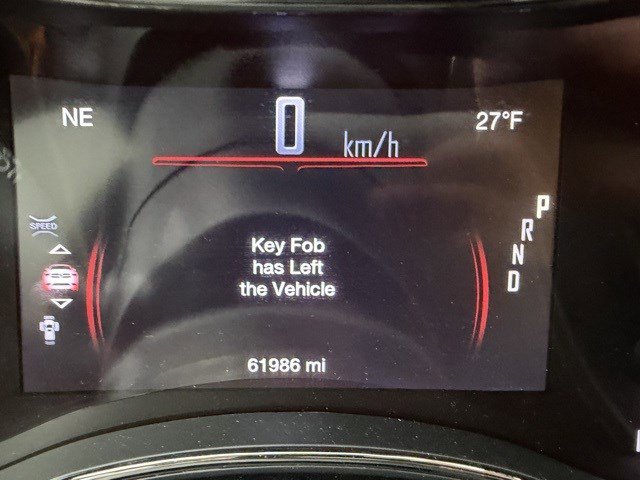 NE
0 km/h
27°F
SPEED
P
R
N
D
Key Fob
has Left
the Vehicle
61986 mi